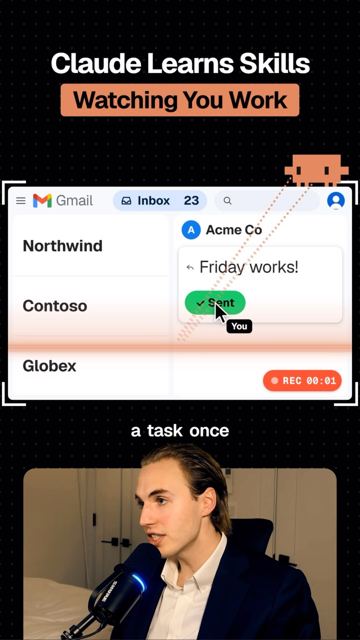 Claude Learns Skills
Watching You Work
Gmail
Inbox 23
Northwind
A Acme Co
Friday works!
Contoso
✓ Sent
You
Globex
REC 00:01
a task once